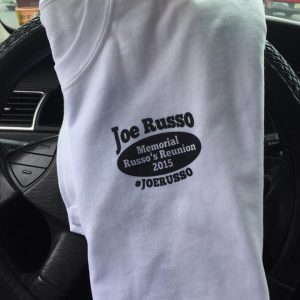 Joe Russo
Memorial
Russo's Reunion
2015
#JOERUSSO